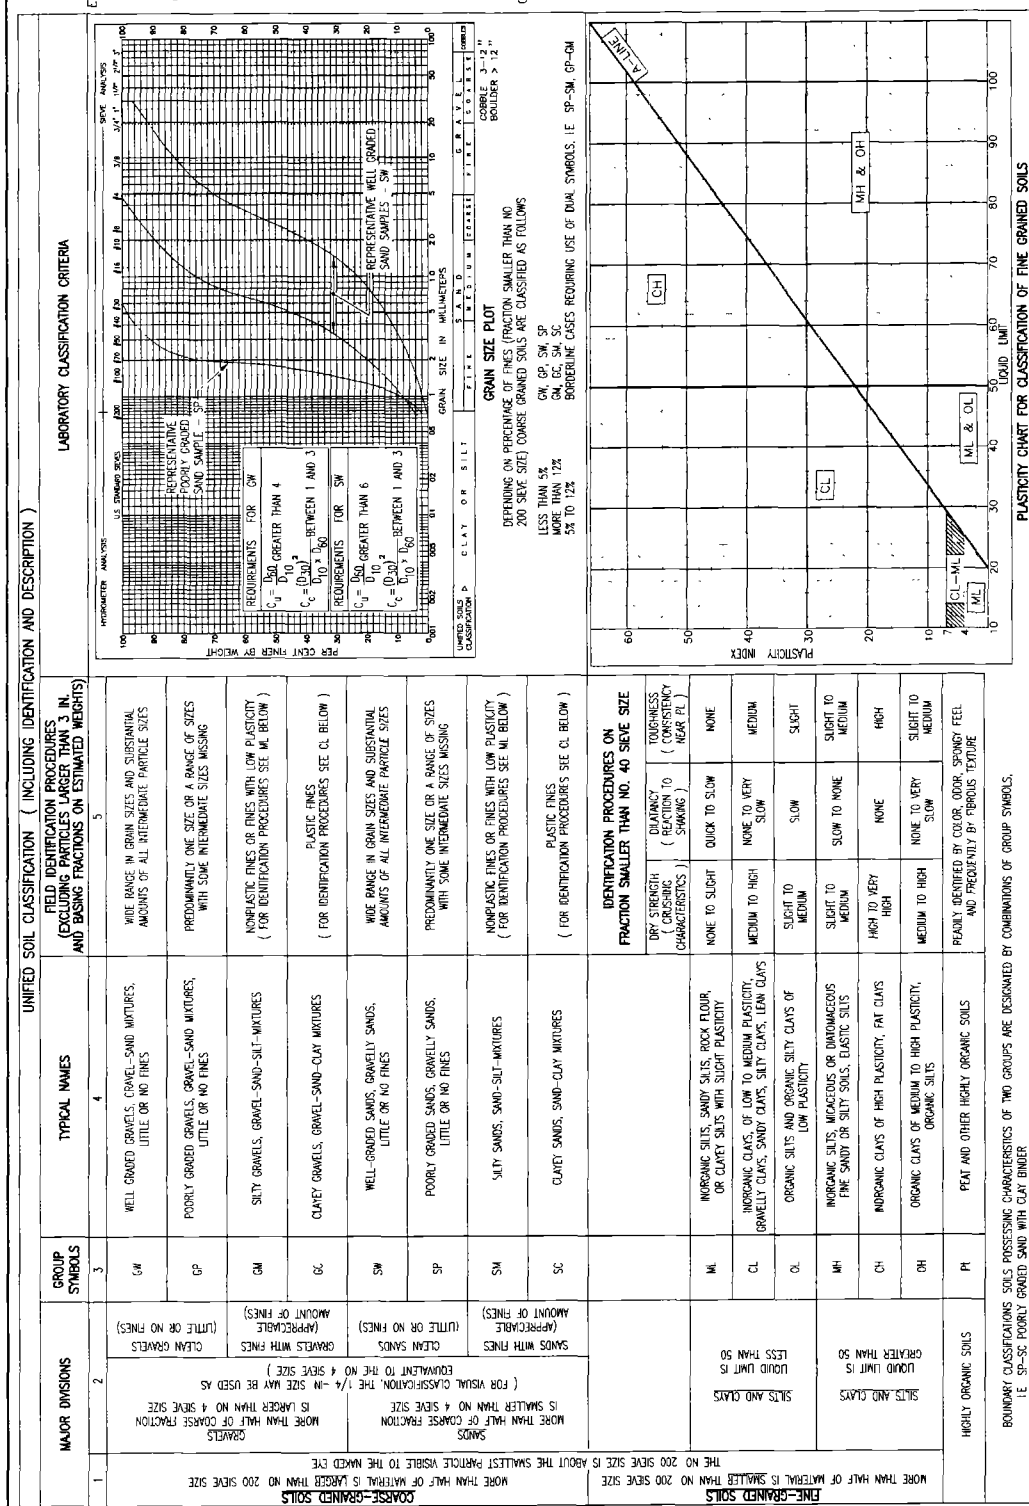 UNIFIED SOIL CLASSIFICATION ( INCLUDING IDENTIFICATION AND DESCRIPTION )
MAJOR DIVISIONS
GROUP
SYMBOLS
TYPICAL NAMES
FIELD IDENTIFICATION PROCEDURES
(EXCLUDING PARTICLES LARGER THAN 3 IN.
AND BASING FRACTIONS ON ESTIMATED WEIGHTS)
LABORATORY CLASSIFICATION CRITERIA
1
2
3
4
5
COARSE-GRAINED SOILS
MORE THAN HALF OF MATERIAL IS LARGER THAN NO 200 SIEVE SIZE
THE NO 200 SIEVE SIZE IS ABOUT THE SMALLEST PARTICLE VISIBLE TO THE NAKED EYE
GRAVELS
MORE THAN HALF OF COARSE FRACTION
IS LARGER THAN NO 4 SIEVE SIZE
( FOR VISUAL CLASSIFICATION, THE 1/4 -IN SIZE MAY BE USED AS
EQUIVALENT TO THE NO 4 SIEVE SIZE )
CLEAN GRAVELS
(LITTLE OR NO FINES)
GW
WELL GRADED GRAVELS, GRAVEL-SAND MIXTURES,
LITTLE OR NO FINES
WIDE RANGE IN GRAIN SIZES AND SUBSTANTIAL
AMOUNTS OF ALL INTERMEDIATE PARTICLE SIZES
GP
POORLY GRADED GRAVELS, GRAVEL-SAND MIXTURES,
LITTLE OR NO FINES
PREDOMINANTLY ONE SIZE OR A RANGE OF SIZES
WITH SOME INTERMEDIATE SIZES MISSING
GRAVELS WITH FINES
(APPRECIABLE
AMOUNT OF FINES)
GM
SILTY GRAVELS, GRAVEL-SAND-SILT-MIXTURES
NONPLASTIC FINES OR FINES WITH LOW PLASTICITY
( FOR IDENTIFICATION PROCEDURES SEE ML BELOW )
GC
CLAYEY GRAVELS, GRAVEL-SAND-CLAY MIXTURES
PLASTIC FINES
( FOR IDENTIFICATION PROCEDURES SEE CL BELOW )
SANDS
MORE THAN HALF OF COARSE FRACTION
IS SMALLER THAN NO 4 SIEVE SIZE
CLEAN SANDS
(LITTLE OR NO FINES)
SW
WELL-GRADED SANDS, GRAVELLY SANDS,
LITTLE OR NO FINES
WIDE RANGE IN GRAIN SIZES AND SUBSTANTIAL
AMOUNTS OF ALL INTERMEDIATE PARTICLE SIZES
SP
POORLY GRADED SANDS, GRAVELLY SANDS,
LITTLE OR NO FINES
PREDOMINANTLY ONE SIZE OR A RANGE OF SIZES
WITH SOME INTERMEDIATE SIZES MISSING
SANDS WITH FINES
(APPRECIABLE
AMOUNT OF FINES)
SM
SILTY SANDS, SAND-SILT-MIXTURES
NONPLASTIC FINES OR FINES WITH LOW PLASTICITY
( FOR IDENTIFICATION PROCEDURES SEE ML BELOW )
SC
CLAYEY SANDS, SAND-CLAY MIXTURES
PLASTIC FINES
( FOR IDENTIFICATION PROCEDURES SEE CL BELOW )
FINE-GRAINED SOILS
MORE THAN HALF OF MATERIAL IS SMALLER THAN NO 200 SIEVE SIZE
IDENTIFICATION PROCEDURES ON
FRACTION SMALLER THAN NO. 40 SIEVE SIZE
DRY STRENGTH
( CRUSHING
CHARACTERISTICS )
DILATANCY
( REACTION TO
SHAKING )
TOUGHNESS
( CONSISTENCY
NEAR PL )
SILTS AND CLAYS
LIQUID LIMIT IS
LESS THAN 50
ML
INORGANIC SILTS, SANDY SILTS, ROCK FLOUR,
OR CLAYEY SILTS WITH SLIGHT PLASTICITY
NONE TO SLIGHT
QUICK TO SLOW
NONE
CL
INORGANIC CLAYS, OF LOW TO MEDIUM PLASTICITY,
GRAVELLY CLAYS, SANDY CLAYS, SILTY CLAYS, LEAN CLAYS
MEDIUM TO HIGH
NONE TO VERY
SLOW
MEDIUM
OL
ORGANIC SILTS AND ORGANIC SILTY CLAYS OF
LOW PLASTICITY
SLIGHT TO
MEDIUM
SLOW
SLIGHT
SILTS AND CLAYS
LIQUID LIMIT IS
GREATER THAN 50
MH
INORGANIC SILTS, MICACEOUS OR DIATOMACEOUS
FINE SANDY OR SILTY SOILS, ELASTIC SILTS
SLIGHT TO
MEDIUM
SLOW TO NONE
SLIGHT TO
MEDIUM
CH
INORGANIC CLAYS OF HIGH PLASTICITY, FAT CLAYS
HIGH TO VERY
HIGH
NONE
HIGH
OH
ORGANIC CLAYS OF MEDIUM TO HIGH PLASTICITY,
ORGANIC SILTS
MEDIUM TO HIGH
NONE TO VERY
SLOW
SLIGHT TO
MEDIUM
HIGHLY ORGANIC SOILS
Pt
PEAT AND OTHER HIGHLY ORGANIC SOILS
READILY IDENTIFIED BY COLOR, ODOR, SPONGY FEEL
AND FREQUENTLY BY FIBROUS TEXTURE
BOUNDARY CLASSIFICATIONS SOILS POSSESSING CHARACTERISTICS OF TWO GROUPS ARE DESIGNATED BY COMBINATIONS OF GROUP SYMBOLS,
I.E SP-SC POORLY GRADED SAND WITH CLAY BINDER
HYDROMETER ANALYSIS
U.S. STANDARD SIEVES
SIEVE ANALYSIS
PER CENT FINER BY WEIGHT
100
90
80
70
60
50
40
30
20
10
REPRESENTATIVE
POORLY GRADED
SAND SAMPLE - SP
REPRESENTATIVE WELL GRADED
SAND SAMPLES - SW
REQUIREMENTS FOR GW
Cu = D60/D10 GREATER THAN 4
Cc = (D30)²/D10 x D60 BETWEEN 1 AND 3
REQUIREMENTS FOR SW
Cu = D60/D10 GREATER THAN 6
Cc = (D30)²/D10 x D60 BETWEEN 1 AND 3
GRAIN SIZE IN MILLIMETERS
UNIFIED SOILS
CLASSIFICATION
CLAY OR SILT
SAND
FINE MEDIUM COARSE
GRAVEL
FINE COARSE
COBBLES
COBBLE 3-12 "
BOULDER > 12 "
GRAIN SIZE PLOT
DEPENDING ON PERCENTAGE OF FINES (FRACTION SMALLER THAN NO
200 SIEVE SIZE) COARSE GRAINED SOILS ARE CLASSIFIED AS FOLLOWS
LESS THAN 5% GW, GP, SW, SP
MORE THAN 12% GM, GC, SM, SC
5% TO 12% BORDERLINE CASES REQUIRING USE OF DUAL SYMBOLS, I.E SP-SM, GP-GM
PLASTICITY INDEX
60
50
40
30
20
10
7
4
A-LINE
CH
CL
MH & OH
ML & OL
CL-ML
ML
10 20 30 40 50 60 70 80 90 100
LIQUID LIMIT
PLASTICITY CHART FOR CLASSIFICATION OF FINE GRAINED SOILS